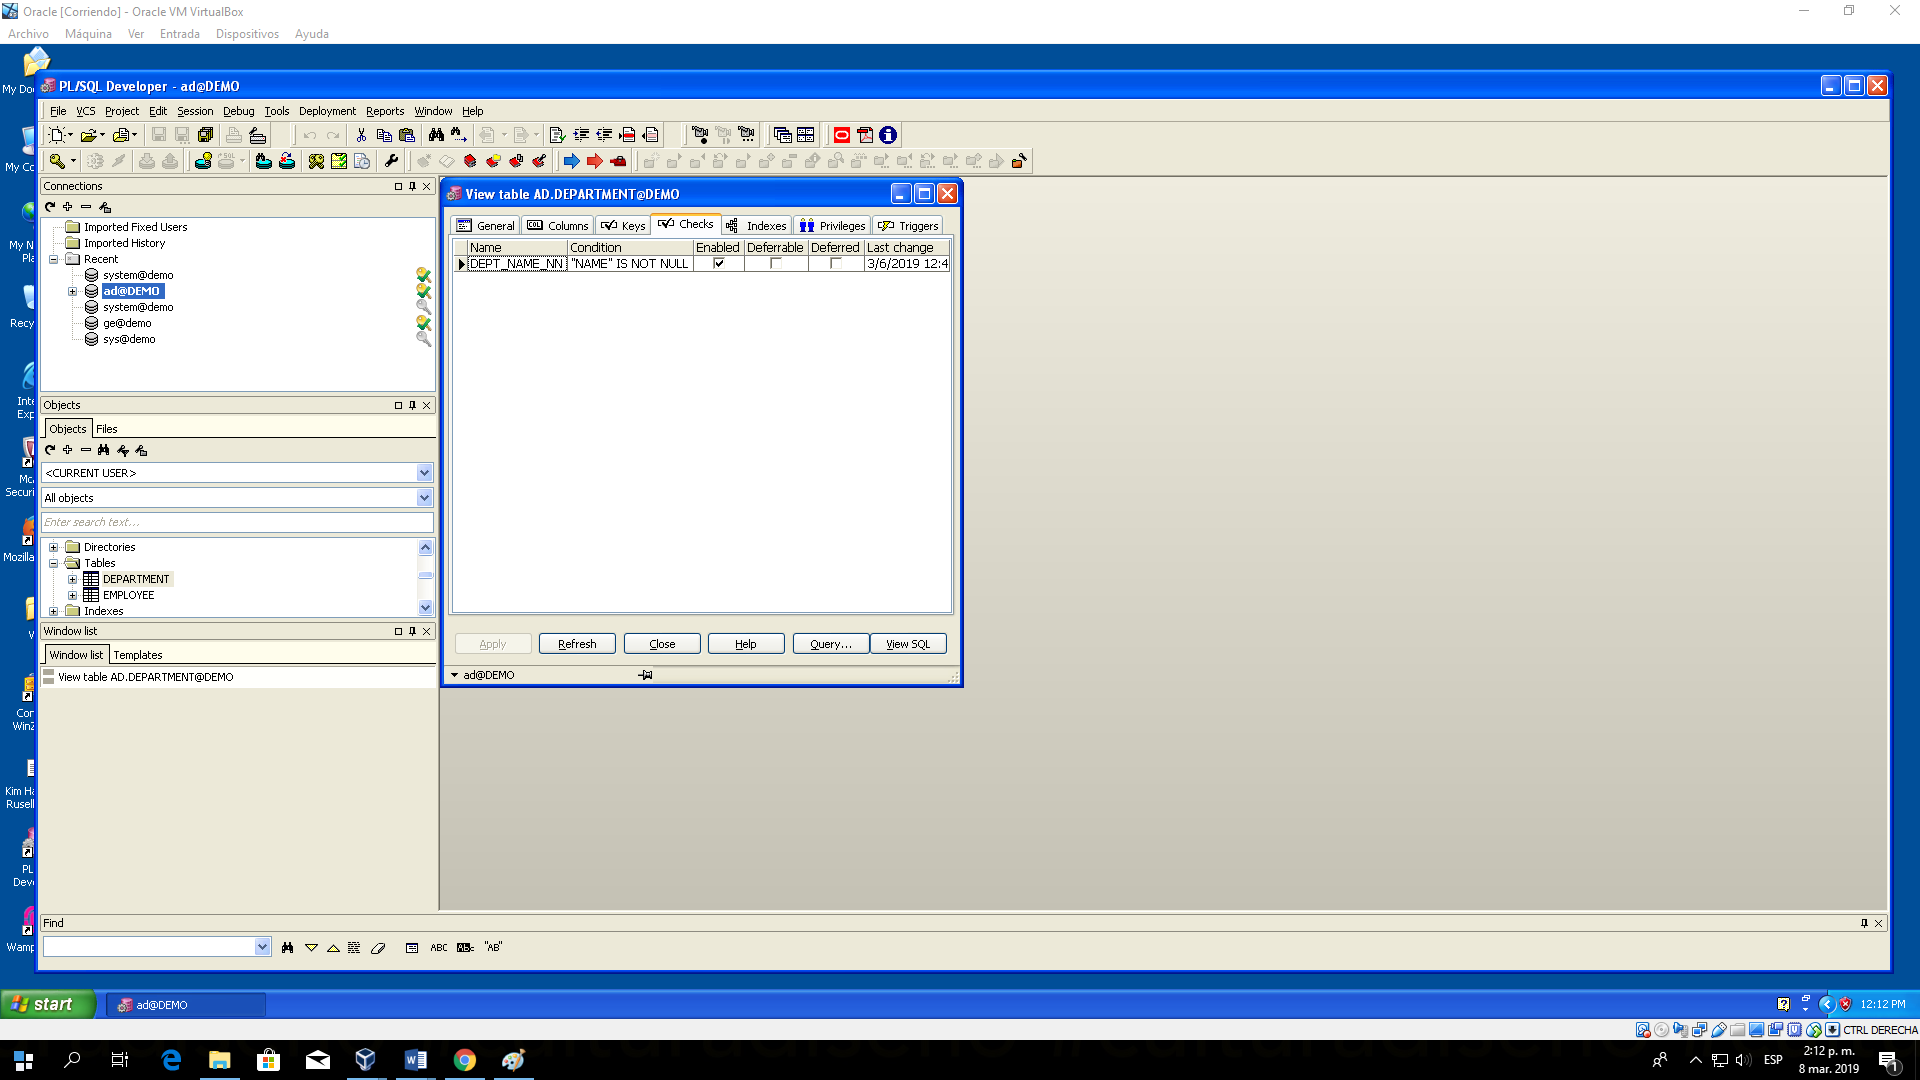 Oracle [Corriendo] - Oracle VM VirtualBox
Archivo Máquina Ver Entrada Dispositivos Ayuda
PL/SQL Developer - ad@DEMO
File VCS Project Edit Session Debug Tools Deployment Reports Window Help
Connections
Imported Fixed Users
Imported History
Recent
system@demo
ad@DEMO
system@demo
ge@demo
sys@demo
Objects
Objects Files
<CURRENT USER>
All objects
Enter search text...
Directories
Tables
DEPARTMENT
EMPLOYEE
Indexes
Window list
Window list Templates
View table AD.DEPARTMENT@DEMO
View table AD.DEPARTMENT@DEMO
General Columns Keys Checks Indexes Privileges Triggers
Name Condition Enabled Deferrable Deferred Last change
DEPT_NAME_NN "NAME" IS NOT NULL 3/6/2019 12:4
Apply Refresh Close Help Query... View SQL
ad@DEMO
Find
ABC "AB"
My Do
My Co
My N
Pla
Recy
Inte
Exp
Mc
Securi
Mozilla
Con
Win
Kim Ha
Rusell
PL
Deve
Wamp
start ad@DEMO 12:12 PM
CTRL DERECHA
ESP
2:12 p. m.
8 mar. 2019
1